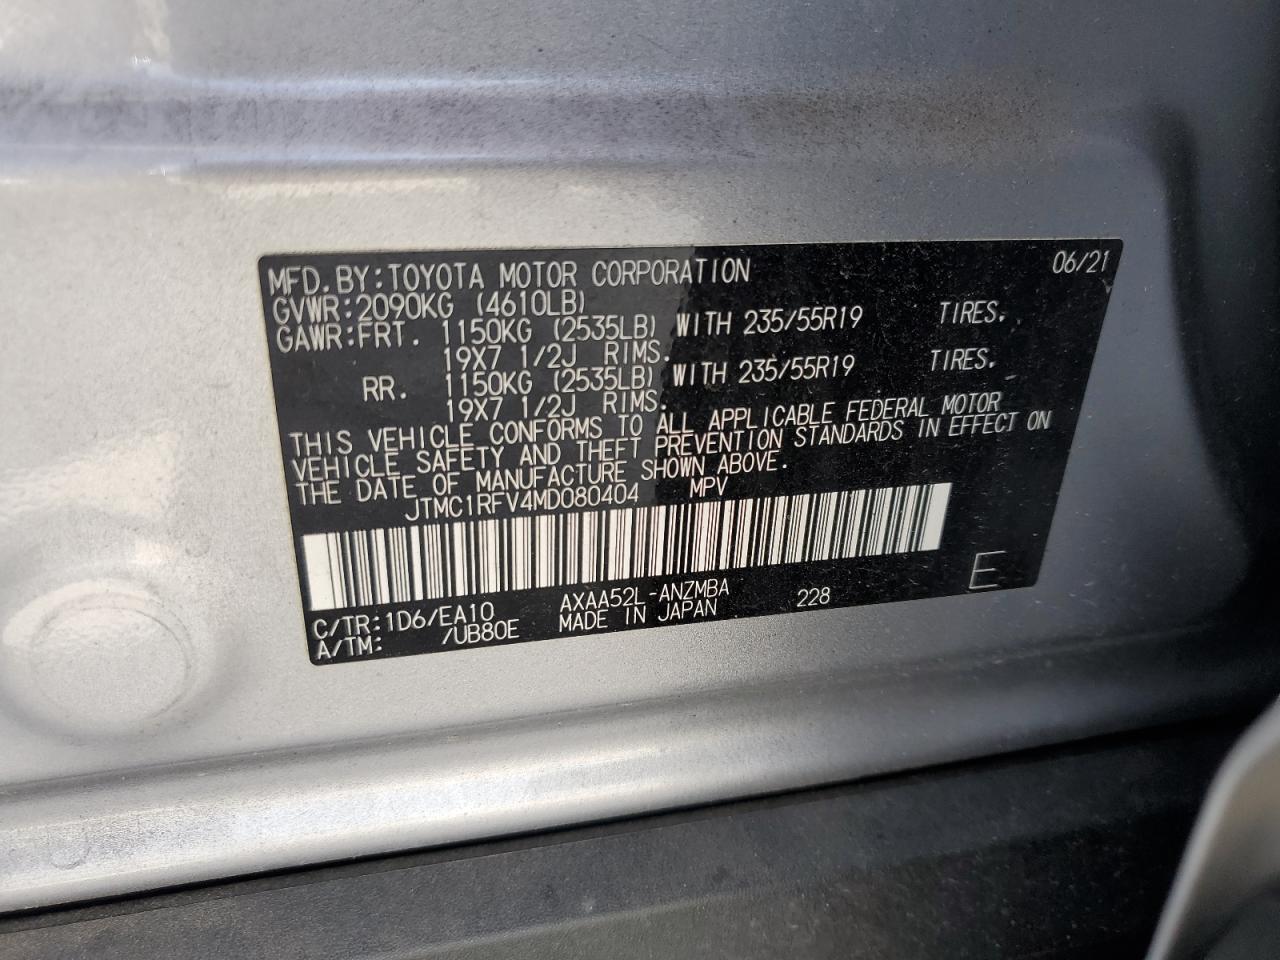 MFD.BY:TOYOTA MOTOR CORPORATION 06/21
GVWR:2090KG (4610LB)
GAWR:FRT. 1150KG (2535LB) WITH 235/55R19 TIRES.
19X7 1/2J RIMS.
RR. 1150KG (2535LB) WITH 235/55R19 TIRES.
19X7 1/2J RIMS.
THIS VEHICLE CONFORMS TO ALL APPLICABLE FEDERAL MOTOR
VEHICLE SAFETY AND THEFT PREVENTION STANDARDS IN EFFECT ON
THE DATE OF MANUFACTURE SHOWN ABOVE.
JTMC1RFV4MD080404 MPV
E
C/TR:1D6/EA10 AXAA52L-ANZMBA 228
A/TM: /UB80E MADE IN JAPAN